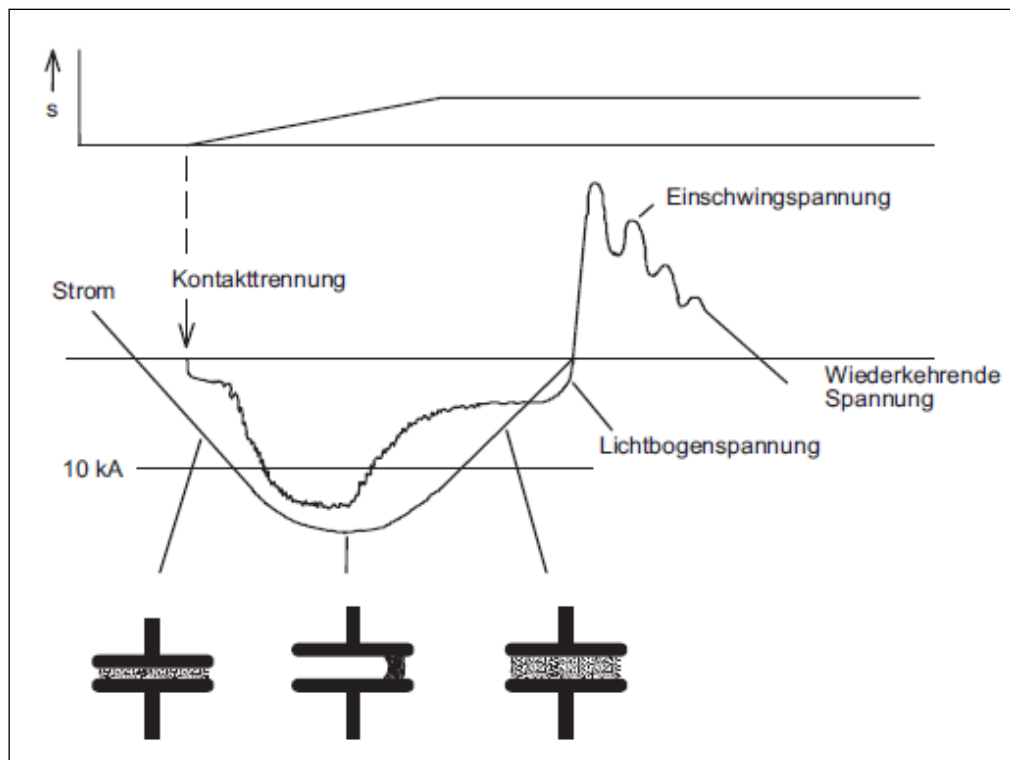 s
Einschwingspannung
Kontakttrennung
Strom
Wiederkehrende
Spannung
Lichtbogenspannung
10 kA